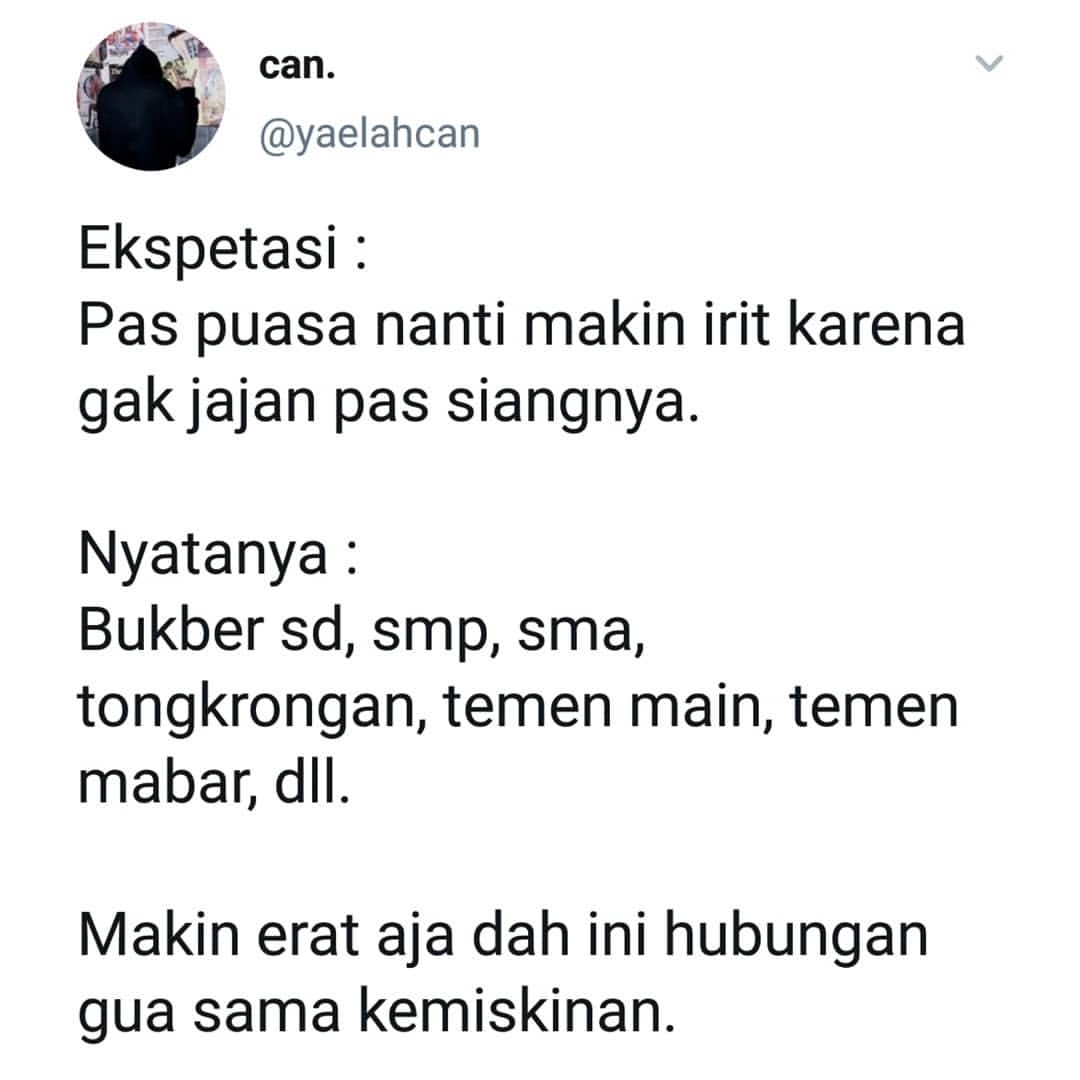 can.
@yaelahcan
Ekspetasi :
Pas puasa nanti makin irit karena
gak jajan pas siangnya.
Nyatanya :
Bukber sd, smp, sma,
tongkrongan, temen main, temen
mabar, dll.
Makin erat aja dah ini hubungan
gua sama kemiskinan.